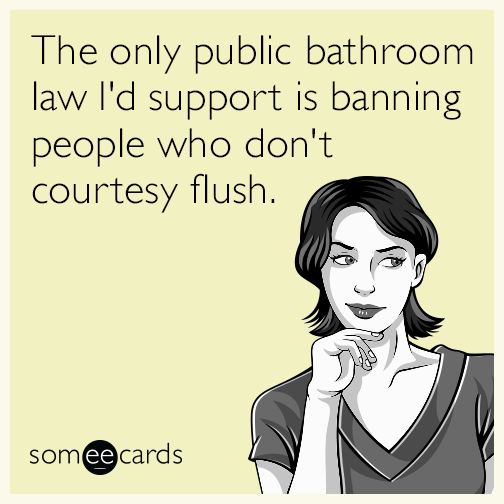 The only public bathroom
law I'd support is banning
people who don't
courtesy flush.
someecards